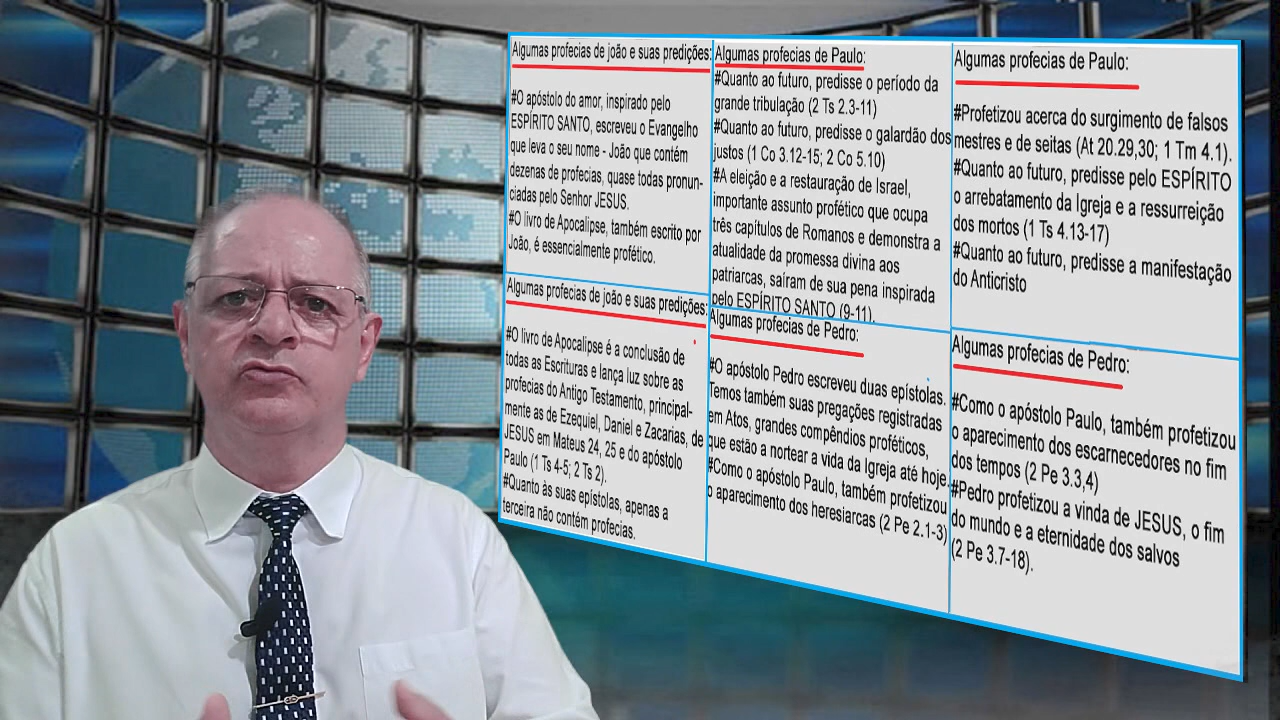 Algumas profecias de joão e suas predições:
#O apóstolo do amor, inspirado pelo
ESPÍRITO SANTO, escreveu o Evangelho
que leva o seu nome - João que contém
dezenas de profecias, quase todas pronun-
ciadas pelo Senhor JESUS.
#O livro de Apocalipse, também escrito por
João, é essencialmente profético.
Algumas profecias de Paulo:
#Quanto ao futuro, predisse o período da
grande tribulação (2 Ts 2.3-11)
#Quanto ao futuro, predisse o galardão dos
justos (1 Co 3.12-15; 2 Co 5.10)
#A eleição e a restauração de Israel,
importante assunto profético que ocupa
três capítulos de Romanos e demonstra a
atualidade da promessa divina aos
patriarcas, saíram de sua pena inspirada
pelo ESPÍRITO SANTO (9-11).
Algumas profecias de Paulo:
#Profetizou acerca do surgimento de falsos
mestres e de seitas (At 20.29,30; 1 Tm 4.1).
#Quanto ao futuro, predisse pelo ESPÍRITO
o arrebatamento da Igreja e a ressurreição
dos mortos (1 Ts 4.13-17)
#Quanto ao futuro, predisse a manifestação
do Anticristo
Algumas profecias de joão e suas predições:
#O livro de Apocalipse é a conclusão de
todas as Escrituras e lança luz sobre as
profecias do Antigo Testamento, principal-
mente as de Ezequiel, Daniel e Zacarias, de
JESUS em Mateus 24, 25 e do apóstolo
Paulo (1 Ts 4-5; 2 Ts 2).
#Quanto às suas epístolas, apenas a
terceira não contém profecias.
Algumas profecias de Pedro:
#O apóstolo Pedro escreveu duas epístolas.
Temos também suas pregações registradas
em Atos, grandes compêndios proféticos,
que estão a nortear a vida da Igreja até hoje.
#Como o apóstolo Paulo, também profetizou
o aparecimento dos heresiarcas (2 Pe 2.1-3)
Algumas profecias de Pedro:
#Como o apóstolo Paulo, também profetizou
o aparecimento dos escarnecedores no fim
dos tempos (2 Pe 3.3,4)
#Pedro profetizou a vinda de JESUS, o fim
do mundo e a eternidade dos salvos
(2 Pe 3.7-18).